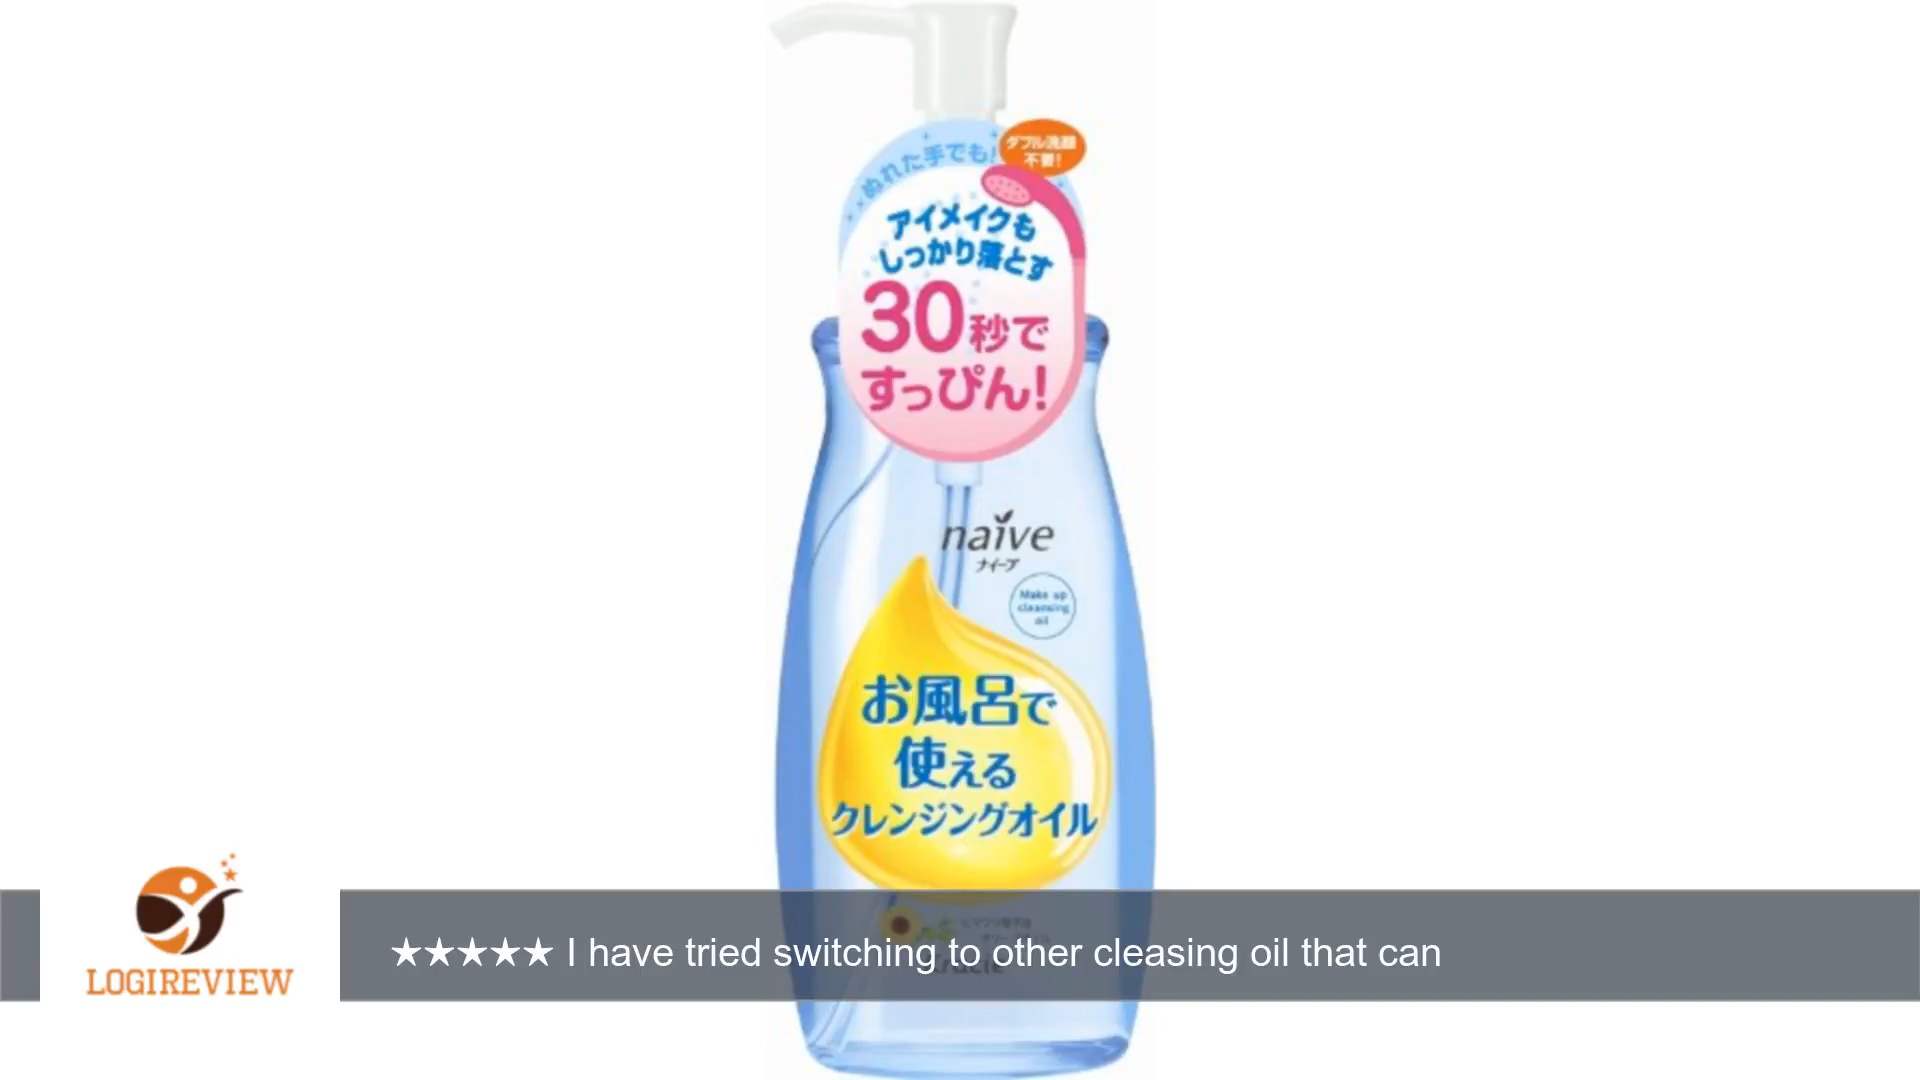 ぬれた手でも!
ダブル洗顔
不要!
アイメイクも
しっかり落とす
30秒で
すっぴん!
naïve
ナイーブ
Make up
cleansing
oil
お風呂で
使える
クレンジングオイル
Kracie
★★★★★ I have tried switching to other cleasing oil that can
LOGIREVIEW